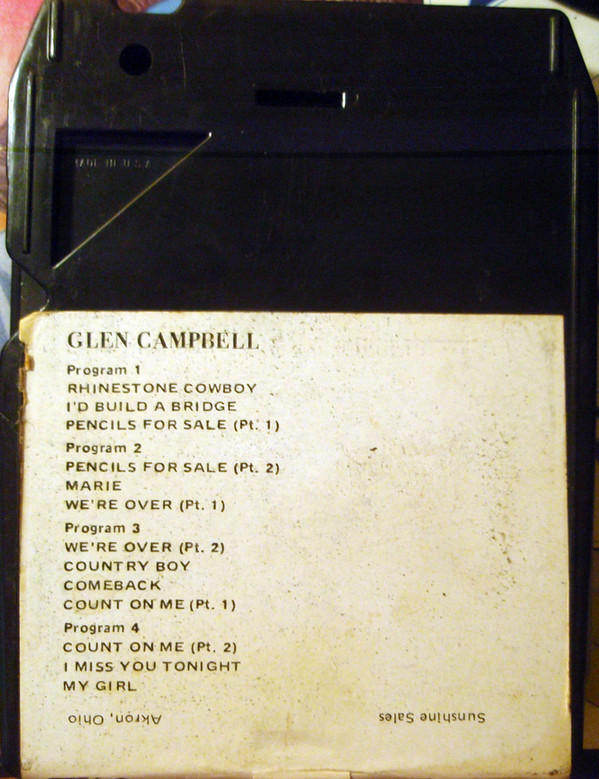 MADE IN U.S.A
GLEN CAMPBELL
Program 1
RHINESTONE COWBOY
I'D BUILD A BRIDGE
PENCILS FOR SALE (Pt. 1)
Program 2
PENCILS FOR SALE (Pt. 2)
MARIE
WE'RE OVER (Pt. 1)
Program 3
WE'RE OVER (Pt. 2)
COUNTRY BOY
COMEBACK
COUNT ON ME (Pt. 1)
Program 4
COUNT ON ME (Pt. 2)
I MISS YOU TONIGHT
MY GIRL
Sunshine Sales
Akron, Ohio